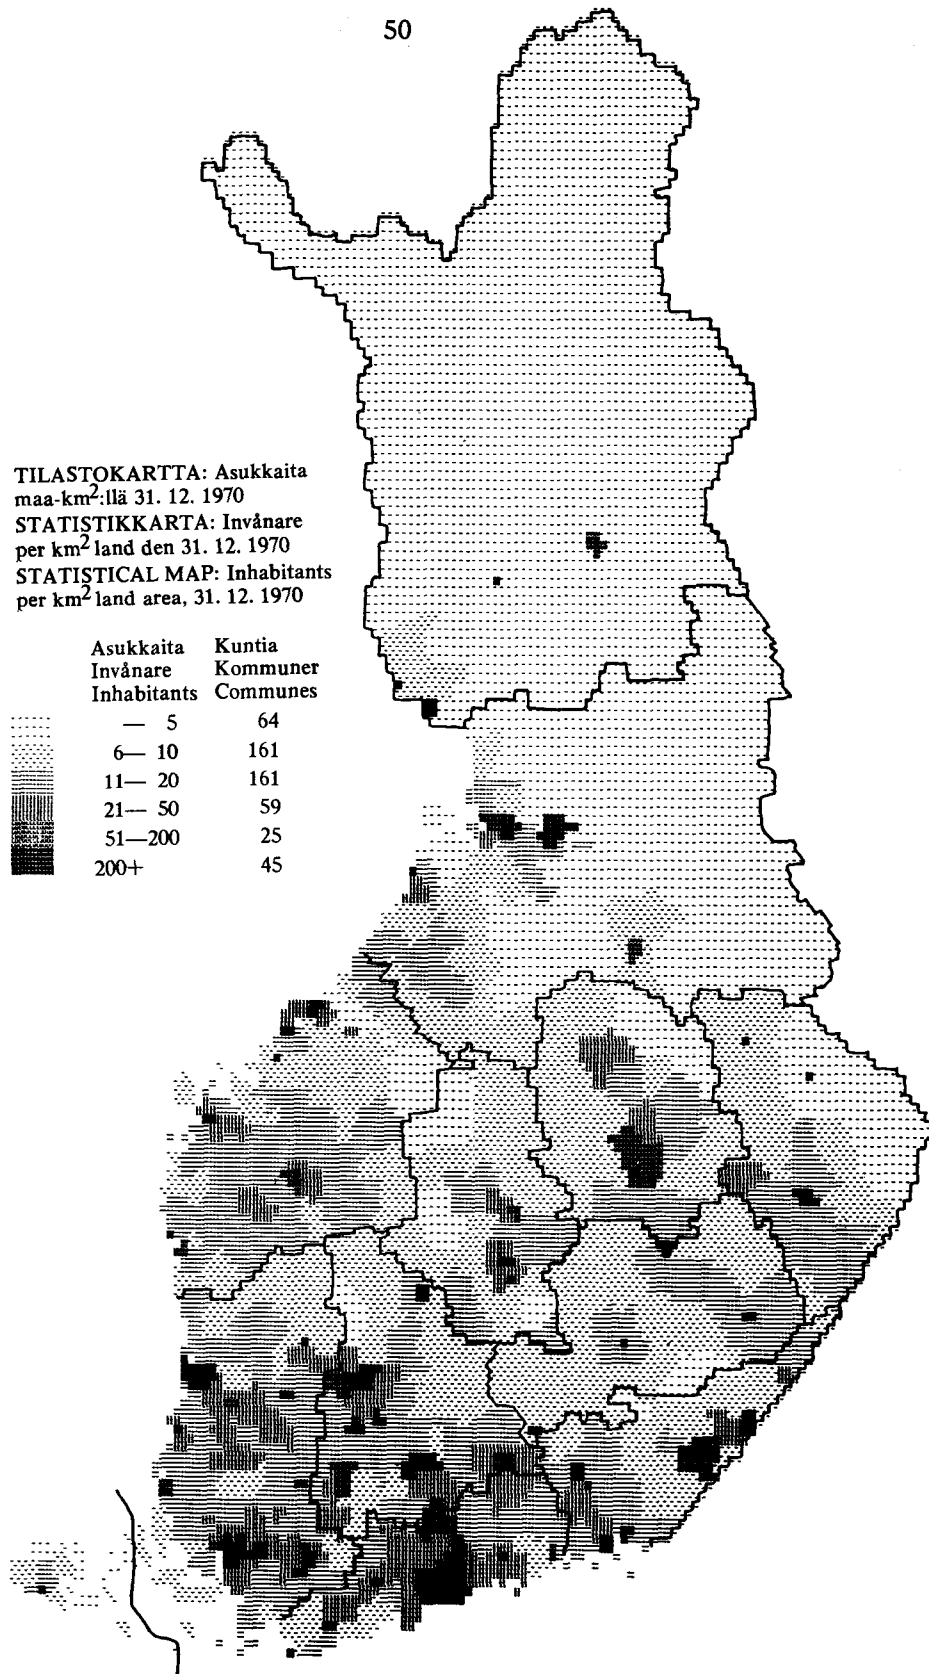 50
TILASTOKARTTA: Asukkaita
maa-km²:llä 31. 12. 1970
STATISTIKKARTA: Invånare
per km² land den 31. 12. 1970
STATISTICAL MAP: Inhabitants
per km² land area, 31. 12. 1970
Asukkaita Kuntia
Invånare Kommuner
Inhabitants Communes
— 5 64
6— 10 161
11— 20 161
21— 50 59
51—200 25
200+ 45